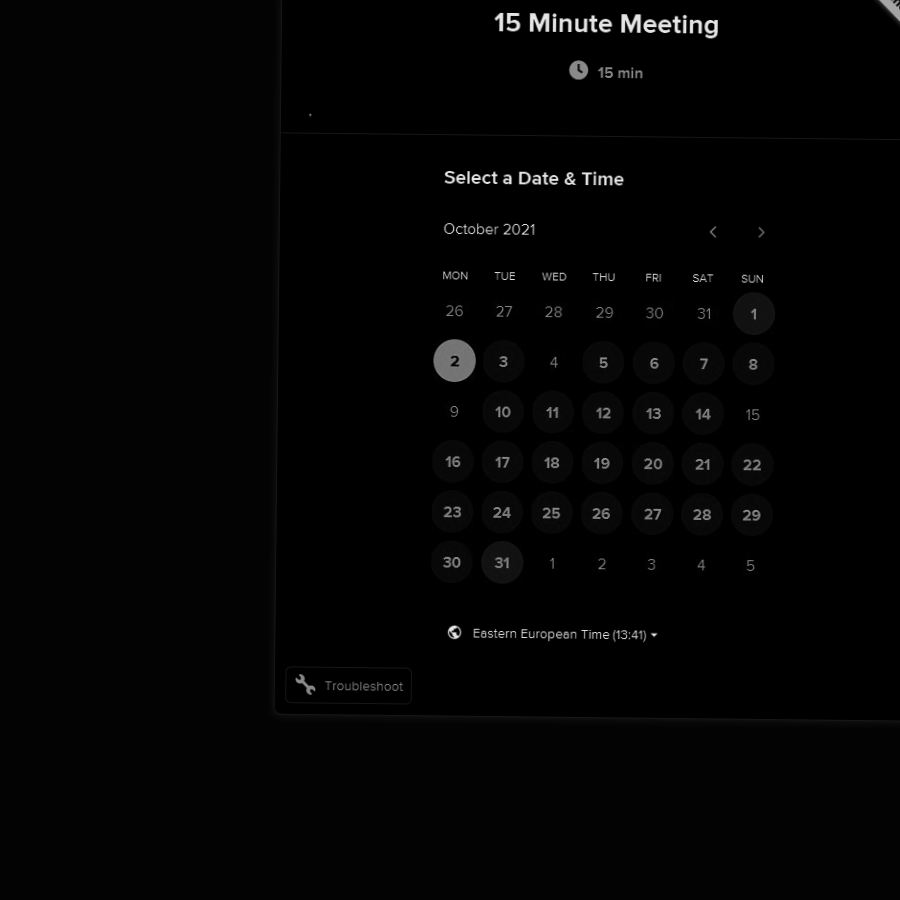 15 Minute Meeting
15 min
Select a Date & Time
October 2021
MON TUE WED THU FRI SAT SUN
26 27 28 29 30 31 1
2 3 4 5 6 7 8
9 10 11 12 13 14 15
16 17 18 19 20 21 22
23 24 25 26 27 28 29
30 31 1 2 3 4 5
Eastern European Time (13:41)
Troubleshoot